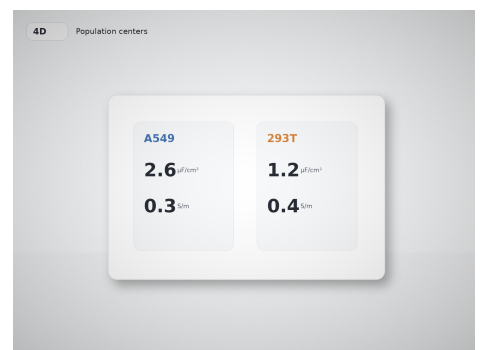 4D Population centers
A549
2.6 µF/cm²
0.3 S/m
293T
1.2 µF/cm²
0.4 S/m